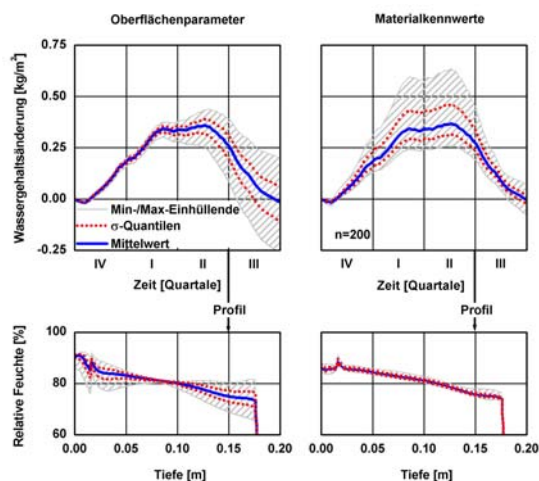 Oberflächenparameter
Materialkennwerte
Wassergehaltsänderung [kg/m²]
0.75
0.50
0.25
0.00
-0.25
Min-/Max-Einhüllende
σ-Quantilen
Mittelwert
n=200
IV I II III
IV I II III
Zeit [Quartale]
Zeit [Quartale]
Profil
Profil
Relative Feuchte [%]
100
80
60
0.00 0.05 0.10 0.15 0.20
0.00 0.05 0.10 0.15 0.20
Tiefe [m]
Tiefe [m]